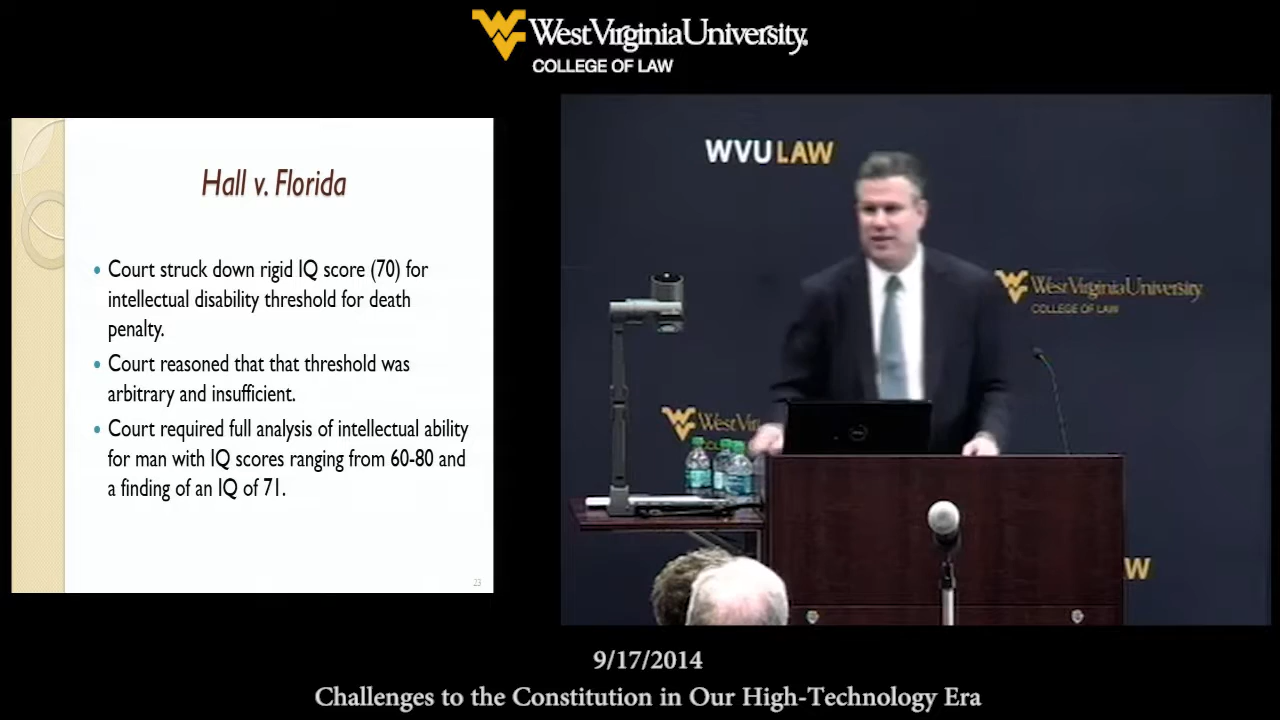 West Virginia University.
COLLEGE OF LAW
Hall v. Florida
• Court struck down rigid IQ score (70) for
intellectual disability threshold for death
penalty.
• Court reasoned that that threshold was
arbitrary and insufficient.
• Court required full analysis of intellectual ability
for man with IQ scores ranging from 60-80 and
a finding of an IQ of 71.
23
WVU LAW
West Virginia University.
COLLEGE OF LAW
West Vir
W
9/17/2014
Challenges to the Constitution in Our High-Technology Era